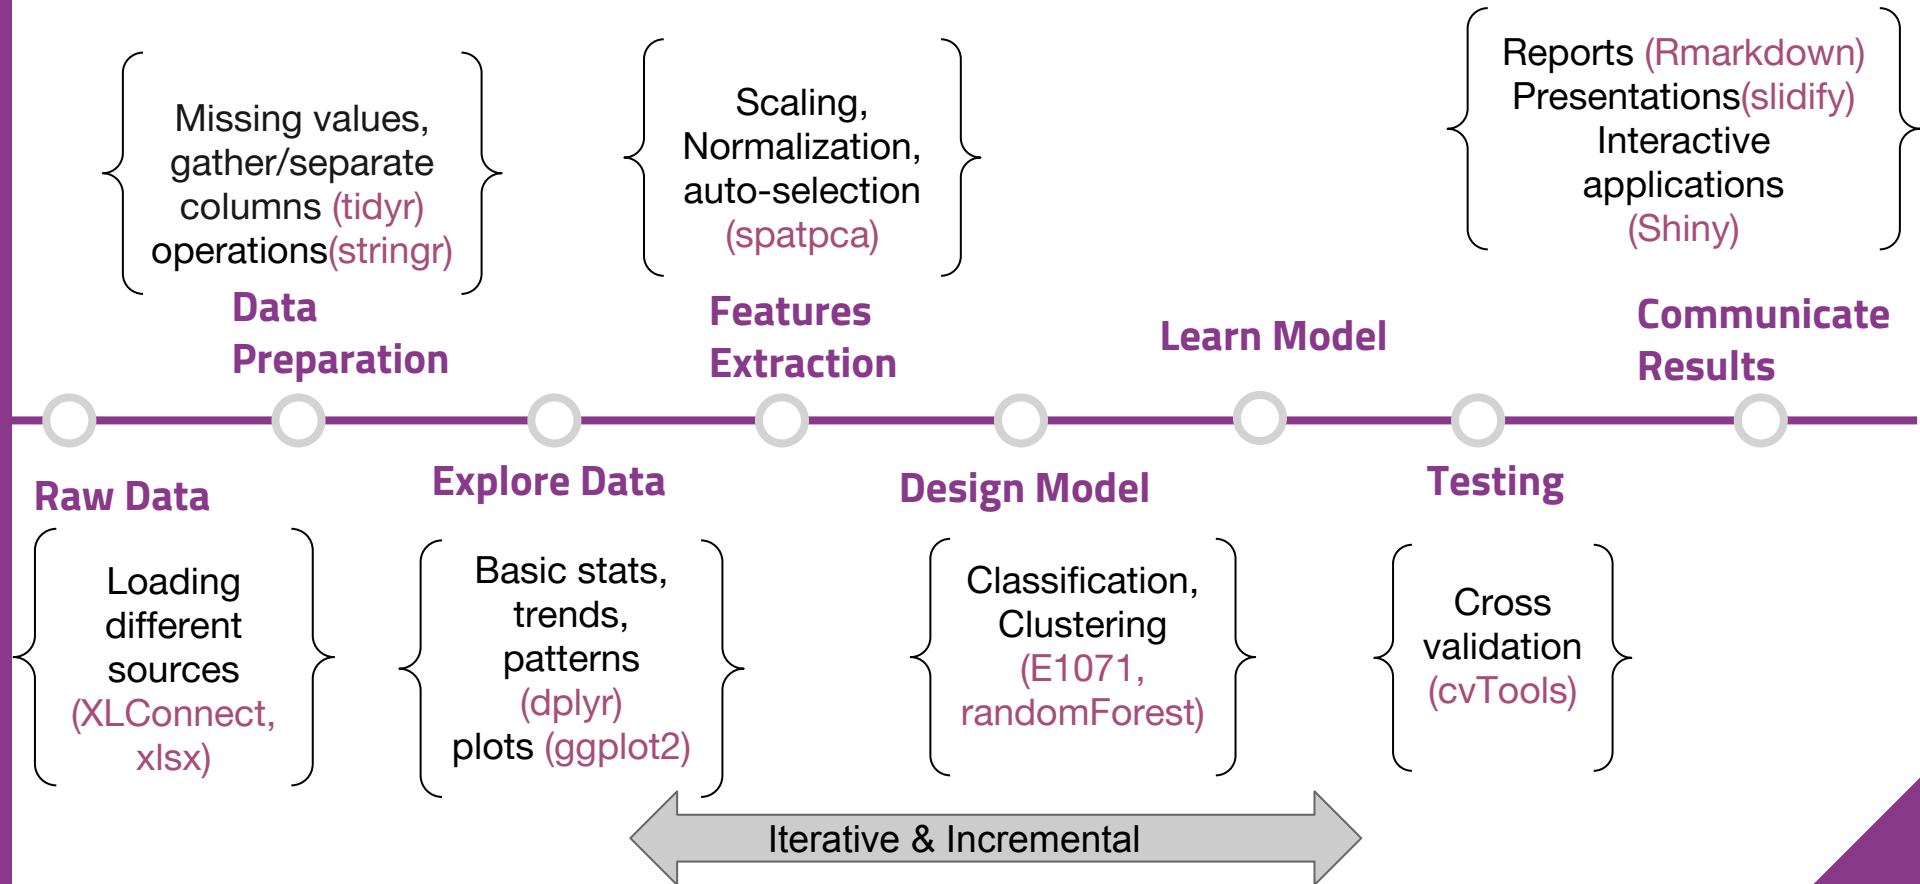 Missing values,
gather/separate
columns (tidyr)
operations(stringr)
Data
Preparation
Scaling,
Normalization,
auto-selection
(spatpca)
Features
Extraction
Learn Model
Reports (Rmarkdown)
Presentations(slidify)
Interactive
applications
(Shiny)
Communicate
Results
Raw Data
Loading
different
sources
(XLConnect,
xlsx)
Explore Data
Basic stats,
trends,
patterns
(dplyr)
plots (ggplot2)
Design Model
Classification,
Clustering
(E1071,
randomForest)
Testing
Cross
validation
(cvTools)
Iterative & Incremental